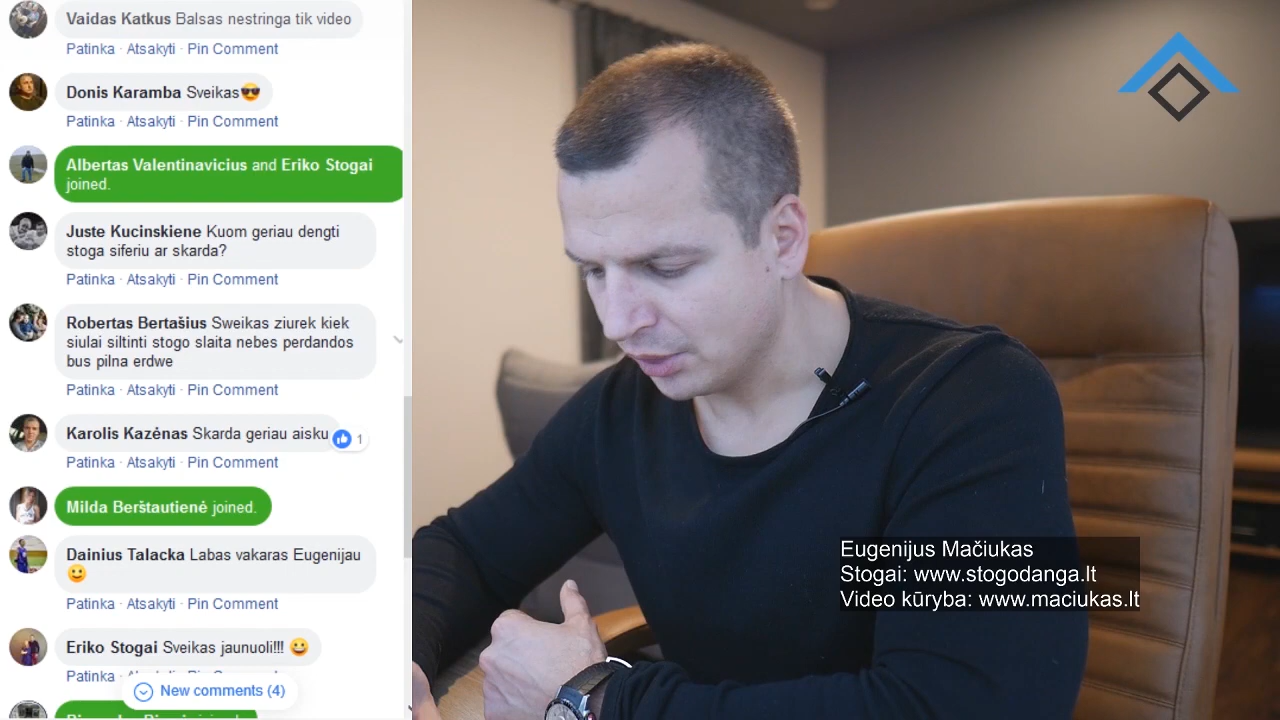 Vaidas Katkus Balsas nestringa tik video
Patinka · Atsakyti · Pin Comment
Donis Karamba Sveikas😎
Patinka · Atsakyti · Pin Comment
Albertas Valentinavicius and Eriko Stogai
joined.
Juste Kucinskiene Kuom geriau dengti
stoga siferiu ar skarda?
Patinka · Atsakyti · Pin Comment
Robertas Bertašius Sweikas ziurek kiek
siulai siltinti stogo slaita nebes perdandos
bus pilna erdwe
Patinka · Atsakyti · Pin Comment
Karolis Kazėnas Skarda geriau aisku
1
Patinka · Atsakyti · Pin Comment
Milda Berštautienė joined.
Dainius Talacka Labas vakaras Eugenijau
🙂
Patinka · Atsakyti · Pin Comment
Eriko Stogai Sveikas jaunuoli!!! 😀
Patinka
New comments (4)
Eugenijus Mačiukas
Stogai: www.stogodanga.lt
Video kūryba: www.maciukas.lt